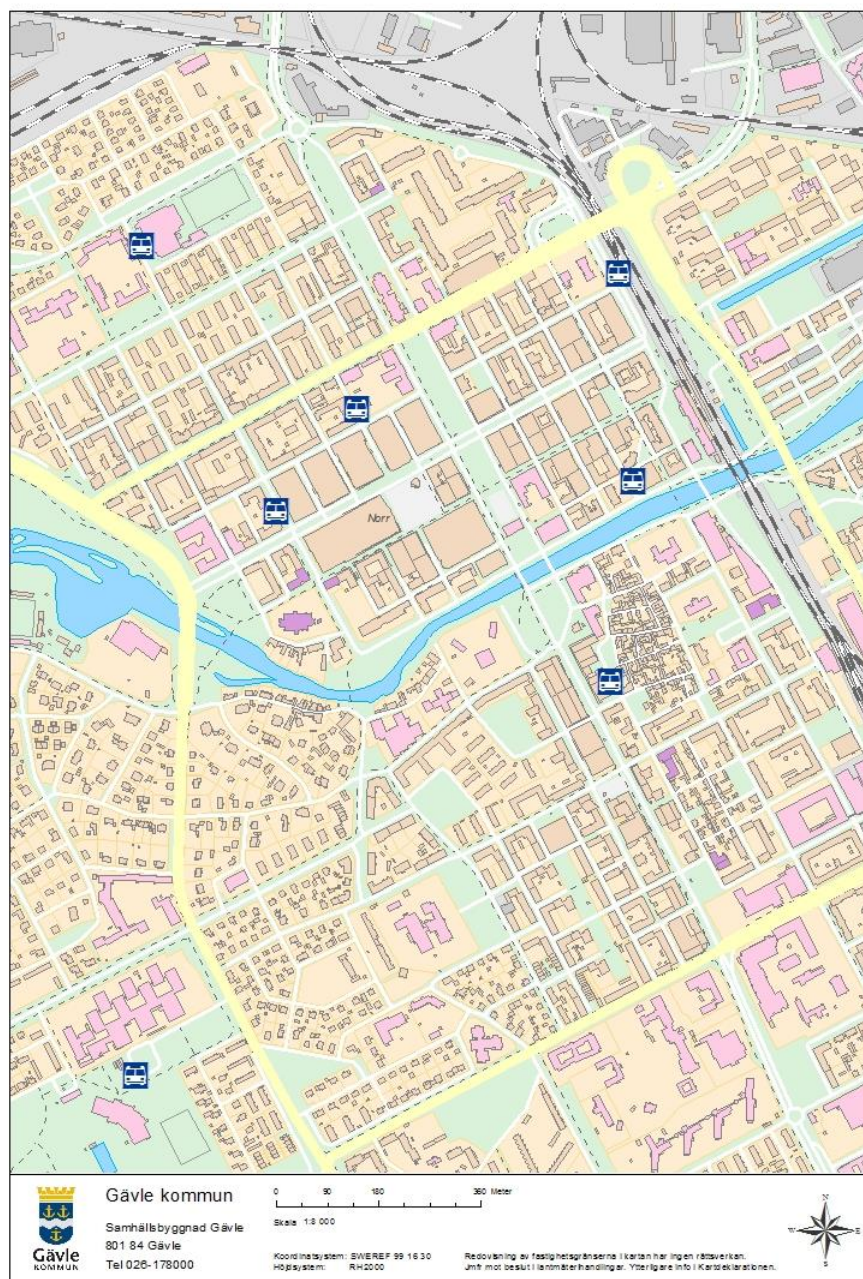 Norr
Gävle kommun
Samhällsbyggnad Gävle
801 84 Gävle
Tel 026-178000
Gävle
KOMMUN
0 90 180 360 Meter
Skala 1:8 000
Koordinatsystem: SWEREF 99 16 30
Höjdsystem: RH2000
Redovisning av fastighetsgränserna i kartan har ingen rättsverkan.
Jmfr mot beslut i lantmäterihandlingar. Ytterligare info i Kartdeklarationen.
N
W E
S